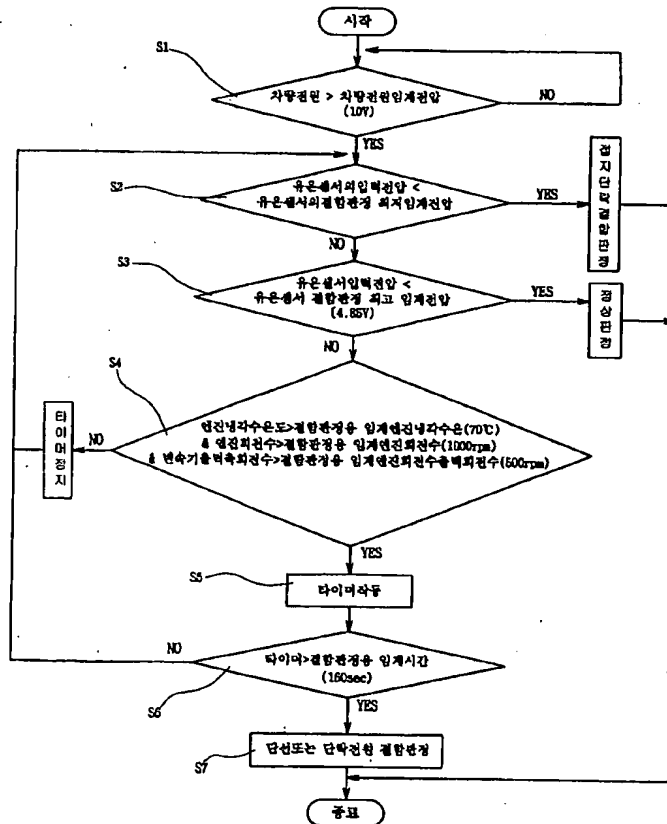 시작
S1
차량전원 > 차량전원임계전압
(10V)
NO
YES
S2
유온센서의입력전압 <
유온센서의결함판정 최저임계전압
YES
접지단락결함판정
NO
S3
유온센서입력전압 <
유온센서 결함판정 최고 임계전압
(4.85V)
YES
정상판정
NO
S4
엔진냉각수온도>결함판정용 임계엔진냉각수온(70℃)
& 엔진회전수>결함판정용 임계엔진회전수(1000rpm)
& 변속기출력축회전수>결함판정용 임계엔진회전수출력회전수(500rpm)
NO
타이머정지
YES
S5
타이머작동
NO
타이머>결함판정용 임계시간
(160sec)
S6
YES
S7
단선또는 단락전원 결함판정
종료